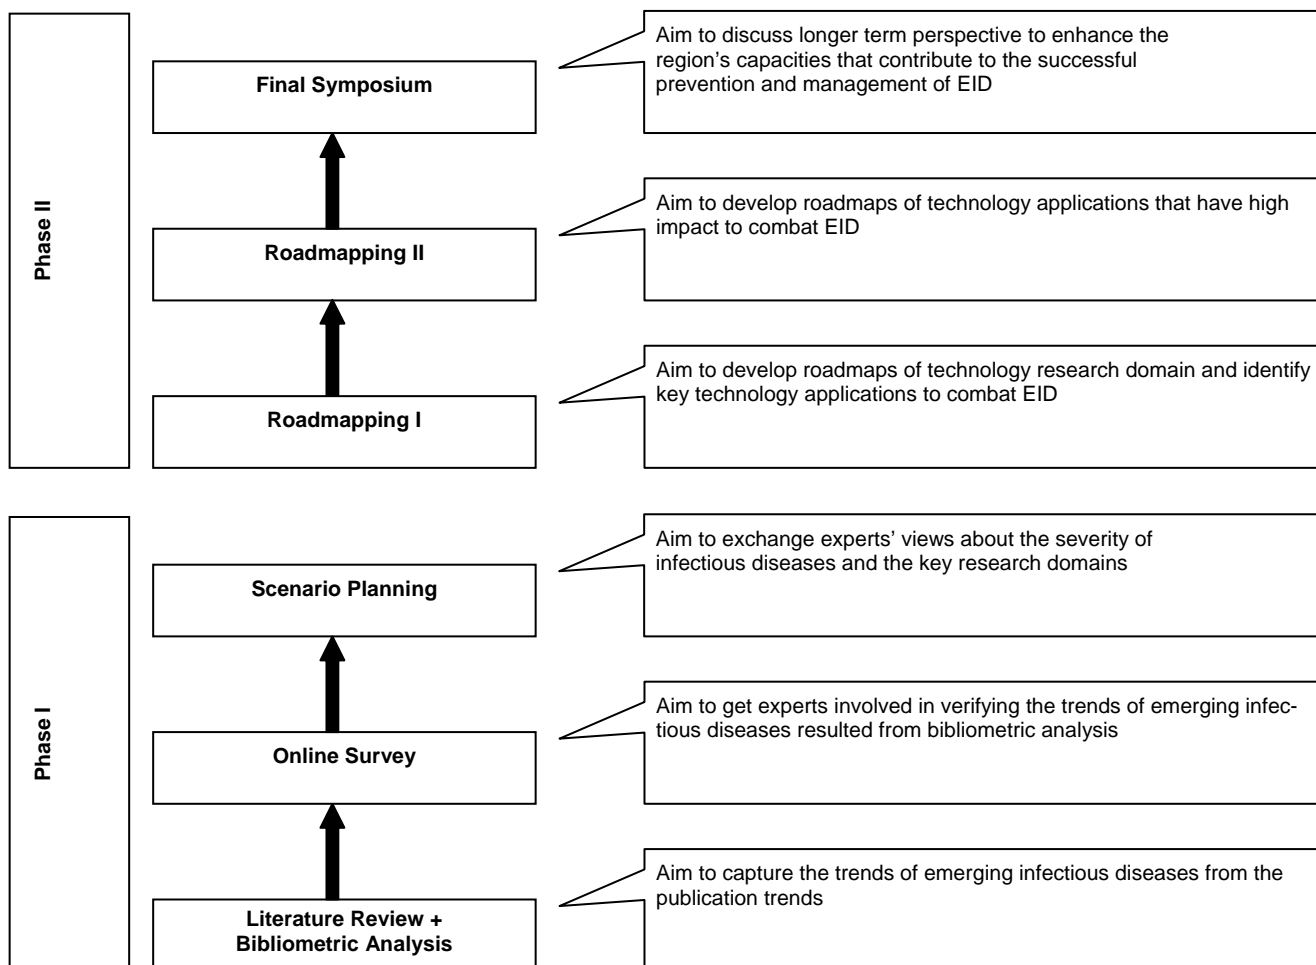 Phase II
Final Symposium
Aim to discuss longer term perspective to enhance the
region's capacities that contribute to the successful
prevention and management of EID
Roadmapping II
Aim to develop roadmaps of technology applications that have high
impact to combat EID
Roadmapping I
Aim to develop roadmaps of technology research domain and identify
key technology applications to combat EID
Phase I
Scenario Planning
Aim to exchange experts’ views about the severity of
infectious diseases and the key research domains
Online Survey
Aim to get experts involved in verifying the trends of emerging infec-
tious diseases resulted from bibliometric analysis
Literature Review +
Bibliometric Analysis
Aim to capture the trends of emerging infectious diseases from the
publication trends